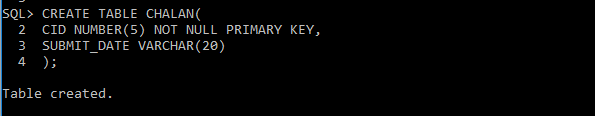 SQL> CREATE TABLE CHALAN(
  2  CID NUMBER(5) NOT NULL PRIMARY KEY,
  3  SUBMIT_DATE VARCHAR(20)
  4  );
Table created.